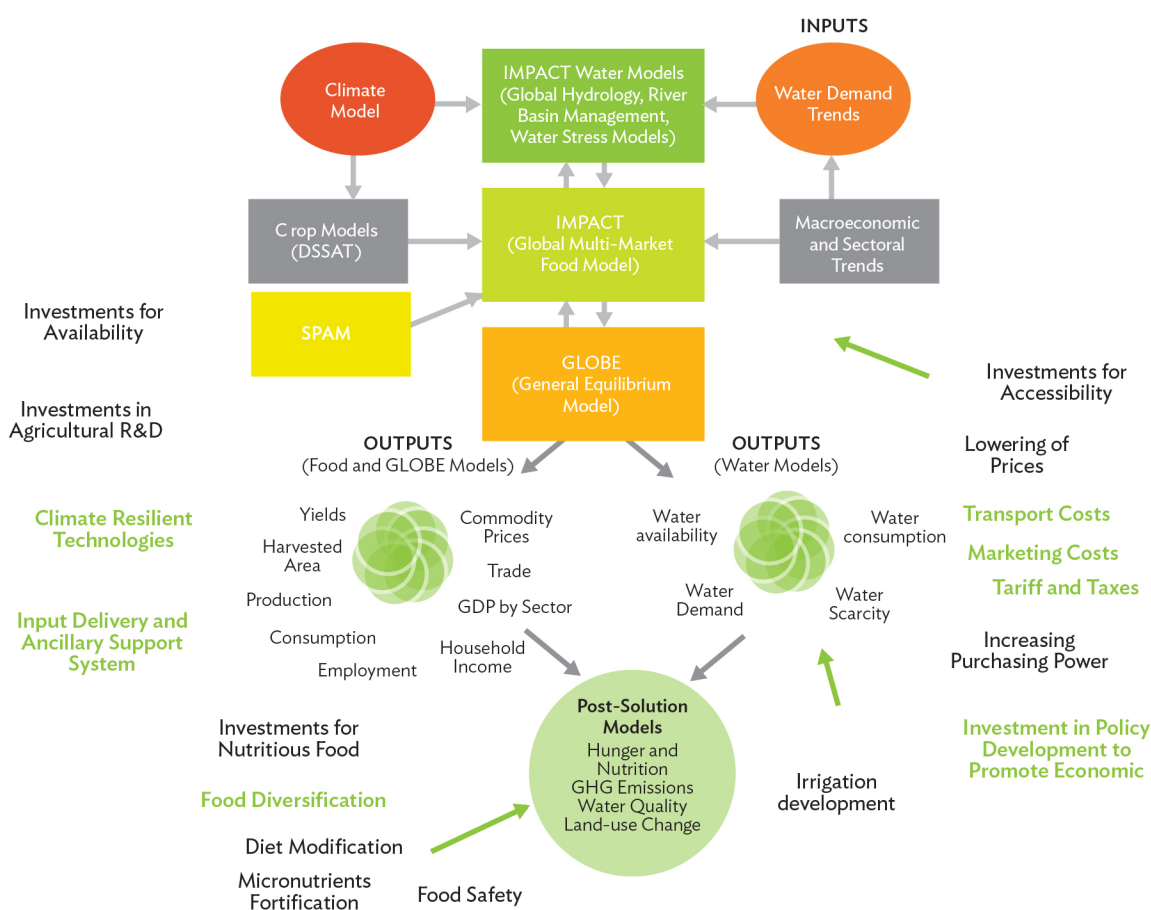 INPUTS
Climate
Model
IMPACT Water Models
(Global Hydrology, River
Basin Management,
Water Stress Models)
Water Demand
Trends
C rop Models
(DSSAT)
IMPACT
(Global Multi-Market
Food Model)
Macroeconomic
and Sectoral
Trends
Investments for
Availability
SPAM
GLOBE
(General Equilibrium
Model)
Investments for
Accessibility
Investments in
Agricultural R&D
OUTPUTS
(Food and GLOBE Models)
OUTPUTS
(Water Models)
Lowering of
Prices
Climate Resilient
Technologies
Yields
Harvested
Area
Production
Consumption
Employment
Commodity
Prices
Trade
GDP by Sector
Household
Income
Water
availability
Water
consumption
Water
Demand
Water
Scarcity
Transport Costs
Marketing Costs
Tariff and Taxes
Input Delivery and
Ancillary Support
System
Increasing
Purchasing Power
Investments for
Nutritious Food
Post-Solution
Models
Hunger and
Nutrition
GHG Emissions
Water Quality
Land-use Change
Investment in Policy
Development to
Promote Economic
Irrigation
development
Food Diversification
Diet Modification
Micronutrients
Fortification
Food Safety